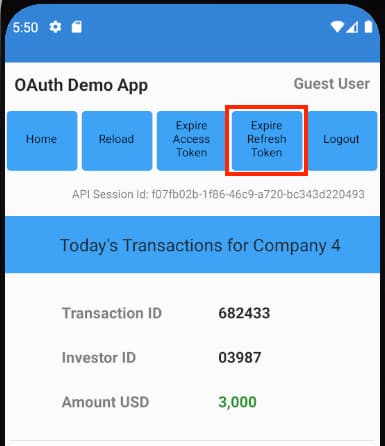 5:50
OAuth Demo App
Guest User
Home
Reload
Expire
Access
Token
Expire
Refresh
Token
Logout
API Session Id: f07fb02b-1f86-46c9-a720-bc343d220493
Today's Transactions for Company 4
Transaction ID 682433
Investor ID 03987
Amount USD 3,000